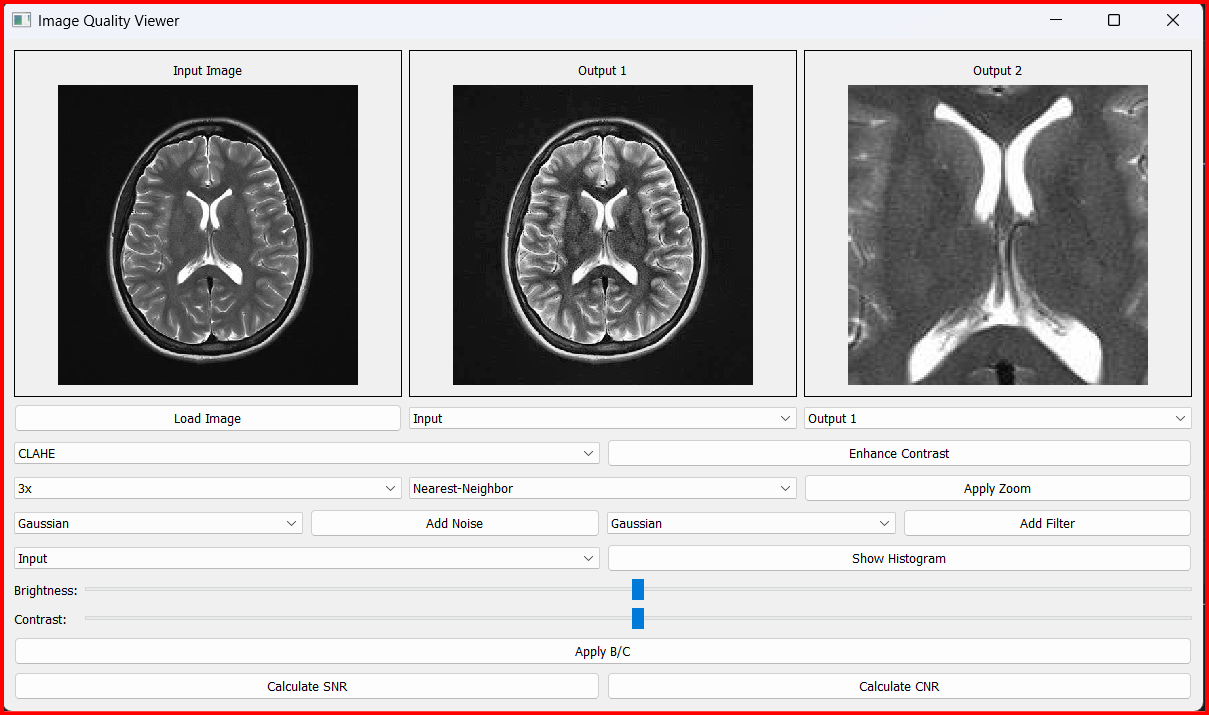 Image Quality Viewer
Input Image
Output 1
Output 2
Load Image
Input
Output 1
CLAHE
Enhance Contrast
3x
Nearest-Neighbor
Apply Zoom
Gaussian
Add Noise
Gaussian
Add Filter
Input
Show Histogram
Brightness:
Contrast:
Apply B/C
Calculate SNR
Calculate CNR